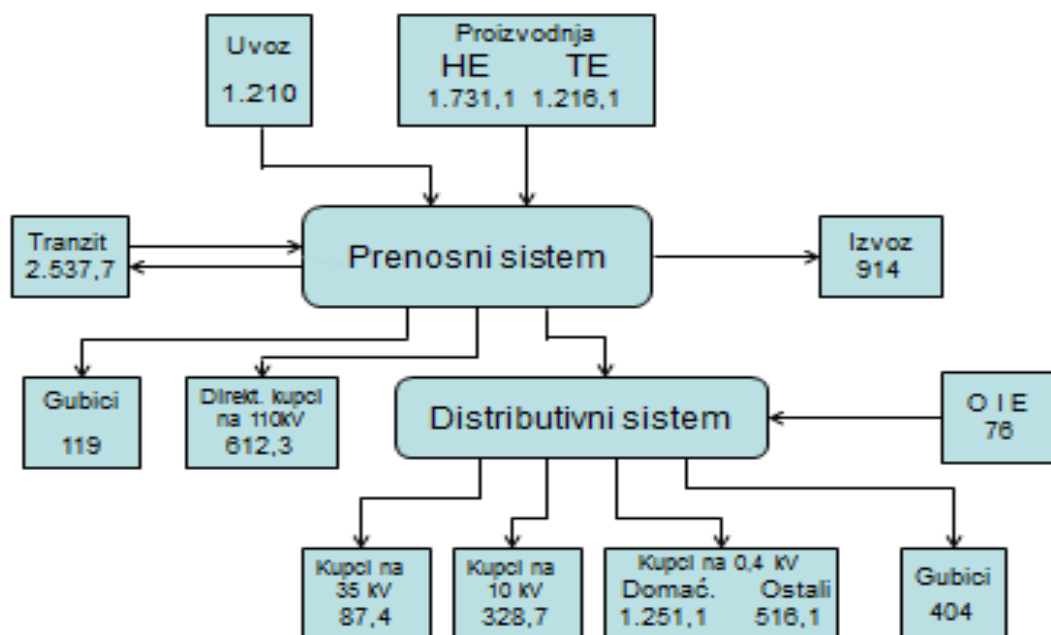 Uvoz
1.210
Proizvodnja
HE TE
1.731,1 1.216,1
Tranzit
2.537,7
Prenosni sistem
Izvoz
914
Gubici
119
Direkt. kupci
na 110kV
612,3
Distributivni sistem
O I E
76
Kupci na
35 kV
87,4
Kupci na
10 kV
328,7
Kupci na 0,4 kV
Domać. Ostali
1.251,1 516,1
Gubici
404